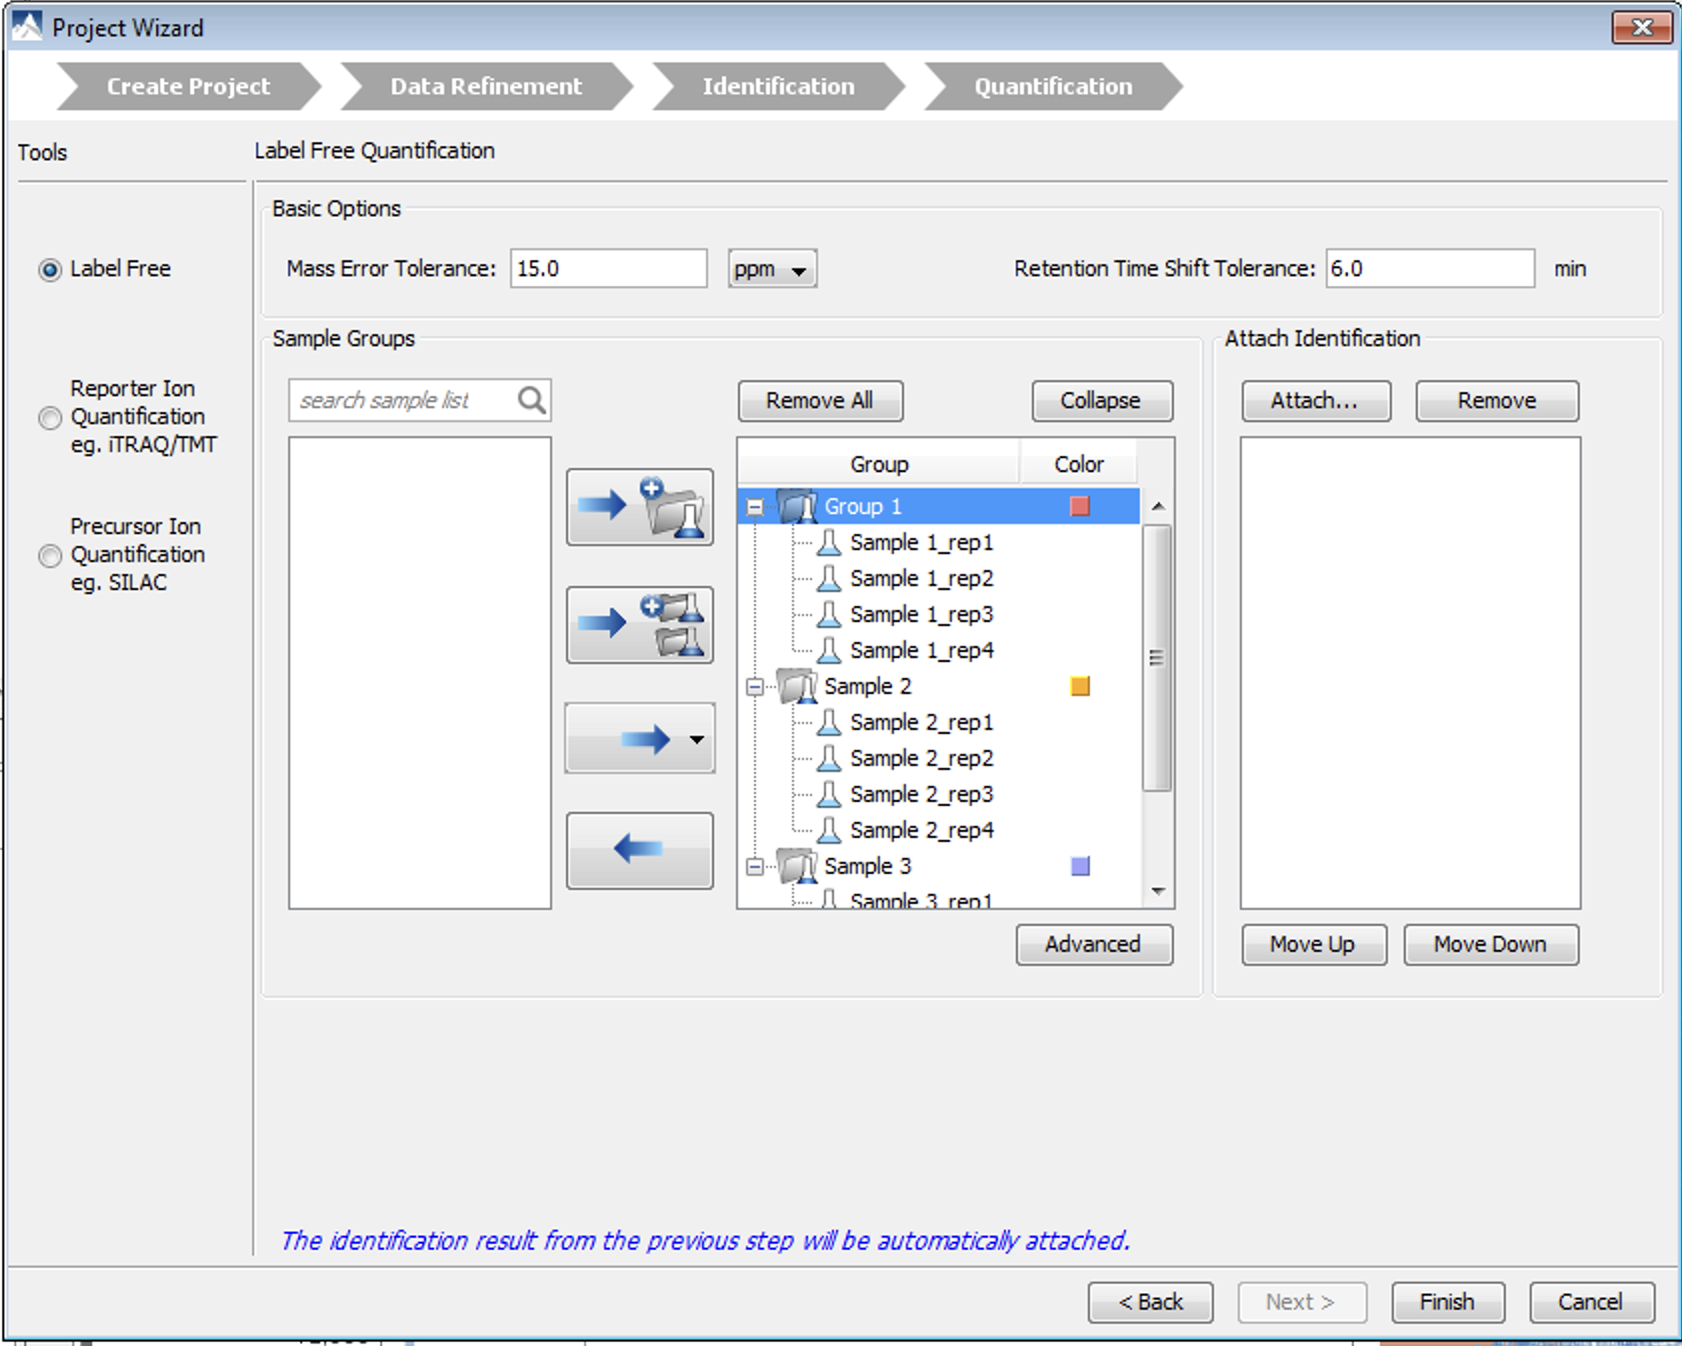 Project Wizard
Create Project
Data Refinement
Identification
Quantification
Tools
Label Free Quantification
Basic Options
Label Free
Mass Error Tolerance: 15.0 ppm
Retention Time Shift Tolerance: 6.0 min
Reporter Ion
Quantification
eg. iTRAQ/TMT
Precursor Ion
Quantification
eg. SILAC
Sample Groups
search sample list
Remove All
Collapse
Group Color
Group 1
Sample 1_rep1
Sample 1_rep2
Sample 1_rep3
Sample 1_rep4
Sample 2
Sample 2_rep1
Sample 2_rep2
Sample 2_rep3
Sample 2_rep4
Sample 3
Sample 3_rep1
Advanced
Attach Identification
Attach...
Remove
Move Up
Move Down
The identification result from the previous step will be automatically attached.
< Back
Next >
Finish
Cancel